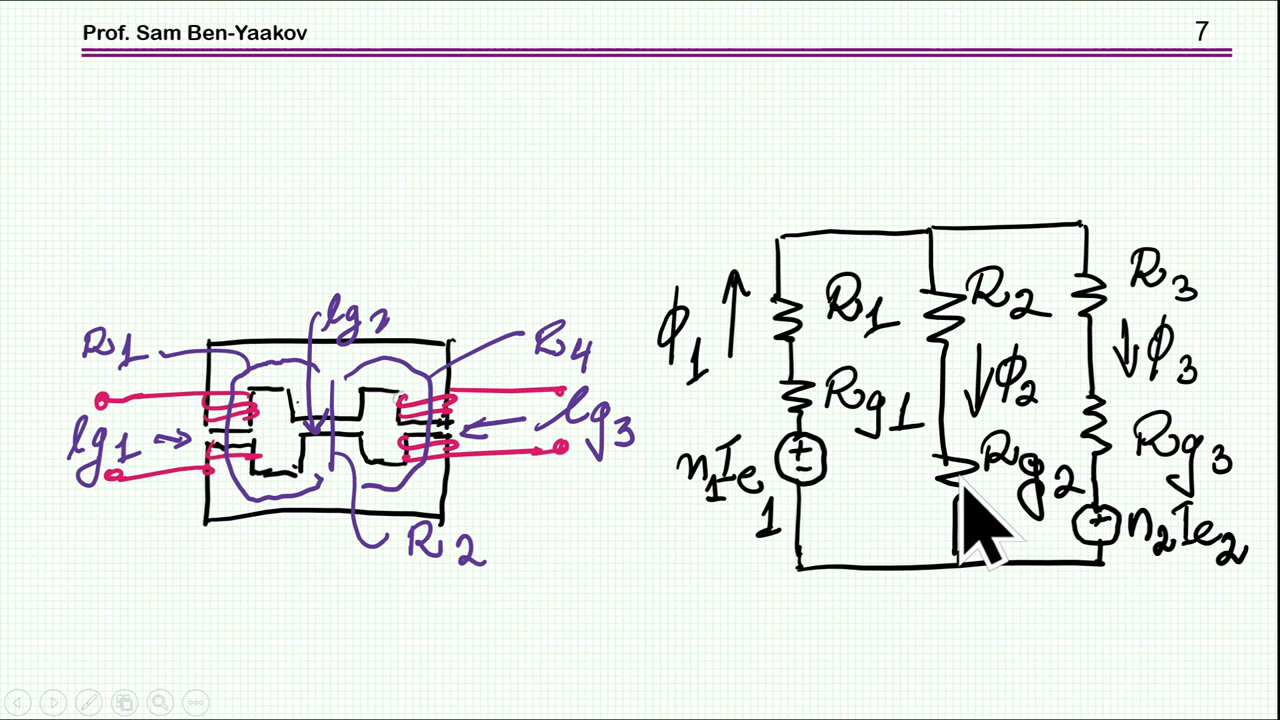 Prof. Sam Ben-Yaakov
7
lg2
R1
R4
lg1
lg3
R2
ϕ1
R1
Rg1
n1Ie1
R2
ϕ2
Rg2
R3
ϕ3
Rg3
n2Ie2